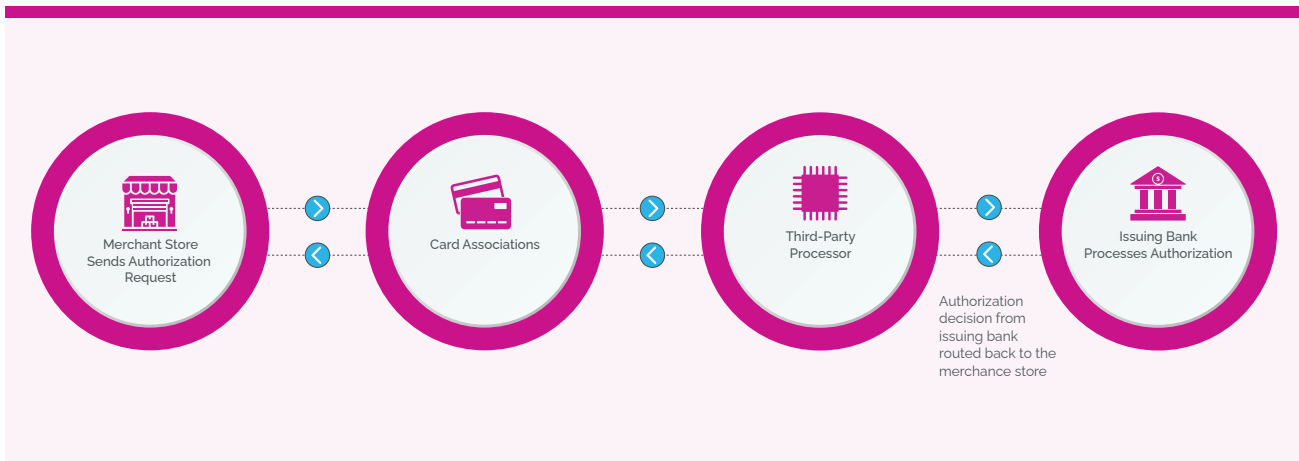 Merchant Store
Sends Authorization
Request
Card Associations
Third-Party
Processor
$
Issuing Bank
Processes Authorization
Authorization
decision from
issuing bank
routed back to the
merchance store